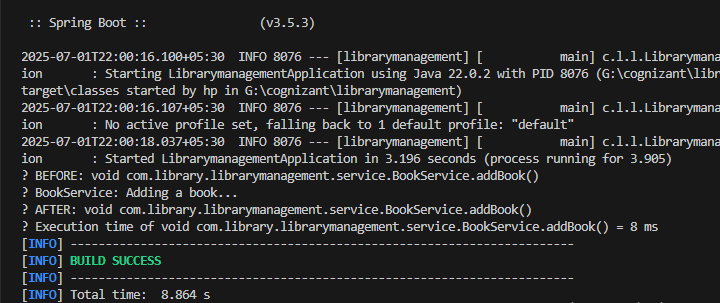 :: Spring Boot ::                (v3.5.3)
2025-07-01T22:00:16.100+05:30  INFO 8076 --- [librarymanagement] [           main] c.l.l.Librarymana
ion       : Starting LibrarymanagementApplication using Java 22.0.2 with PID 8076 (G:\cognizant\lib
target\classes started by hp in G:\cognizant\librarymanagement)
2025-07-01T22:00:16.107+05:30  INFO 8076 --- [librarymanagement] [           main] c.l.l.Librarymana
ion       : No active profile set, falling back to 1 default profile: "default"
2025-07-01T22:00:18.037+05:30  INFO 8076 --- [librarymanagement] [           main] c.l.l.Librarymana
ion       : Started LibrarymanagementApplication in 3.196 seconds (process running for 3.905)
? BEFORE: void com.library.librarymanagement.service.BookService.addBook()
? BookService: Adding a book...
? AFTER: void com.library.librarymanagement.service.BookService.addBook()
? Execution time of void com.library.librarymanagement.service.BookService.addBook() = 8 ms
[INFO] ------------------------------------------------------------------------
[INFO] BUILD SUCCESS
[INFO] ------------------------------------------------------------------------
[INFO] Total time:  8.864 s